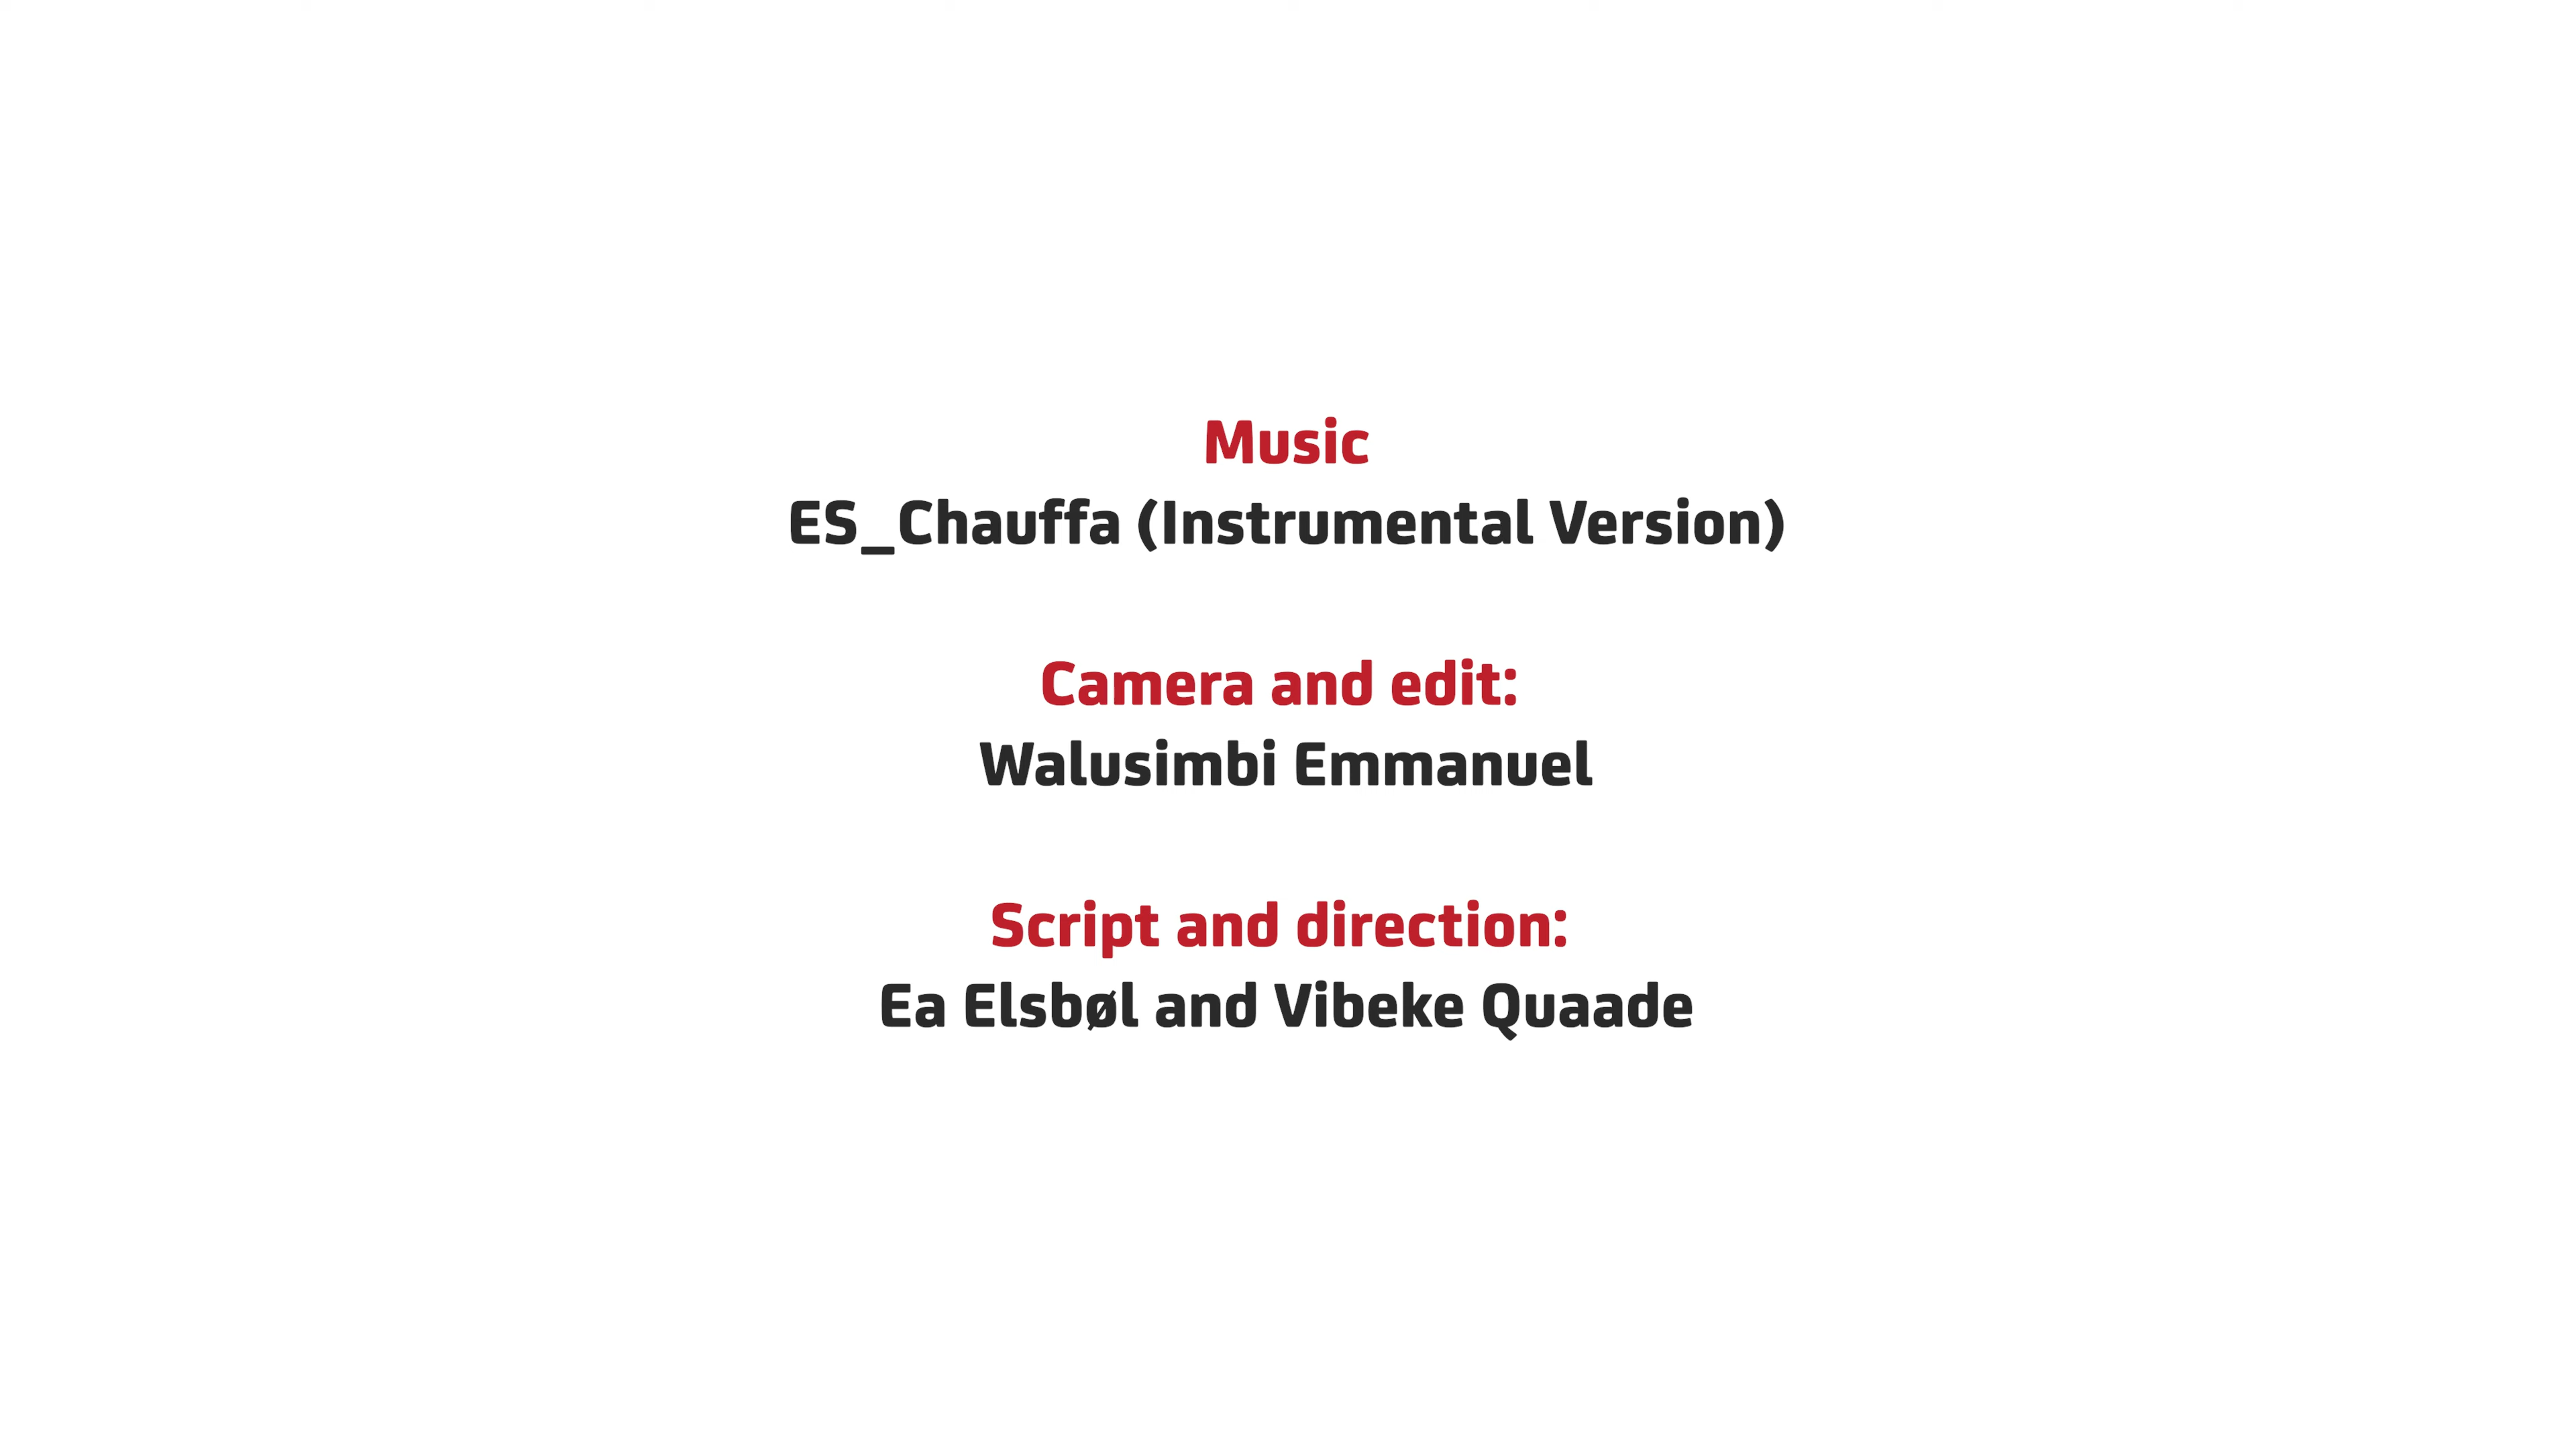 Music
ES_Chauffa (Instrumental Version)
Camera and edit:
Walusimbi Emmanuel
Script and direction:
Ea Elsbøl and Vibeke Quaade